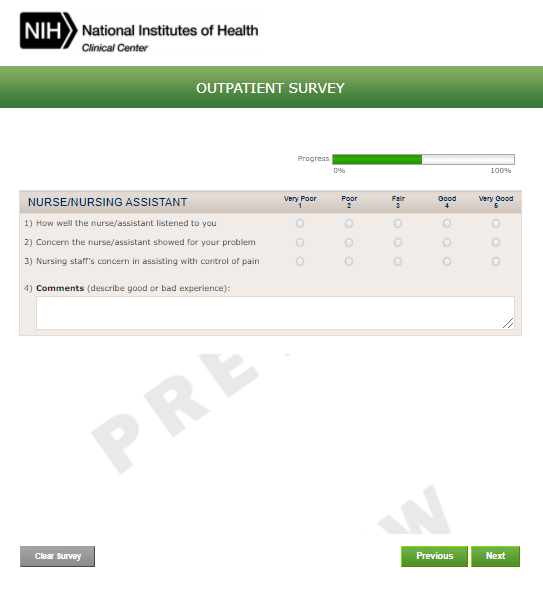 NIH National Institutes of Health
Clinical Center
OUTPATIENT SURVEY
Progress
0% 100%
NURSE/NURSING ASSISTANT Very Poor Poor Fair Good Very Good
1 2 3 4 5
1) How well the nurse/assistant listened to you
2) Concern the nurse/assistant showed for your problem
3) Nursing staff's concern in assisting with control of pain
4) Comments (describe good or bad experience):
PRE
W
Clear Survey Previous Next